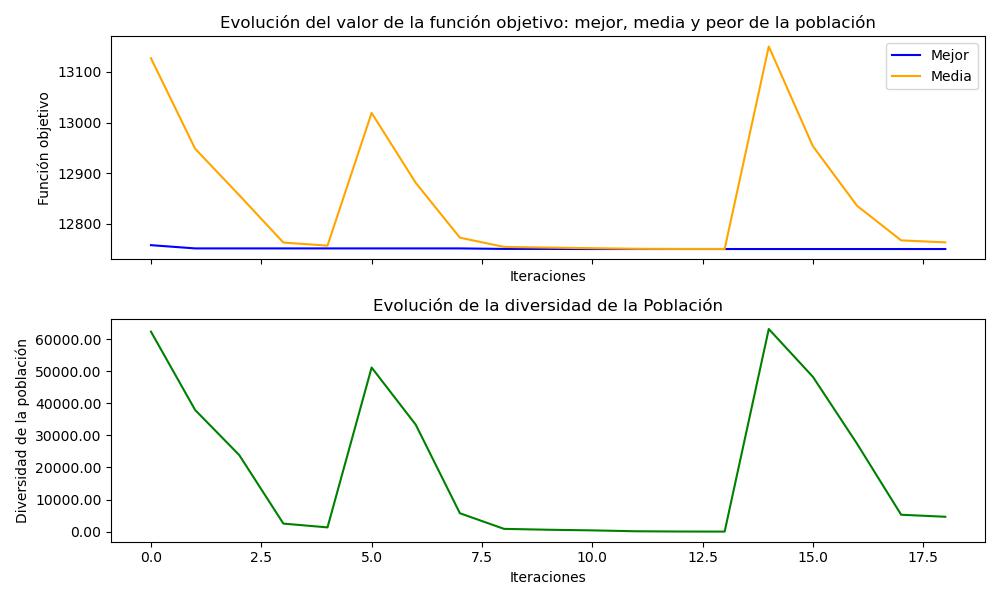 Evolución del valor de la función objetivo: mejor, media y peor de la población
Función objetivo
13100
13000
12900
12800
Mejor
Media
Iteraciones
Evolución de la diversidad de la Población
Diversidad de la población
60000.00
50000.00
40000.00
30000.00
20000.00
10000.00
0.00
0.0 2.5 5.0 7.5 10.0 12.5 15.0 17.5
Iteraciones